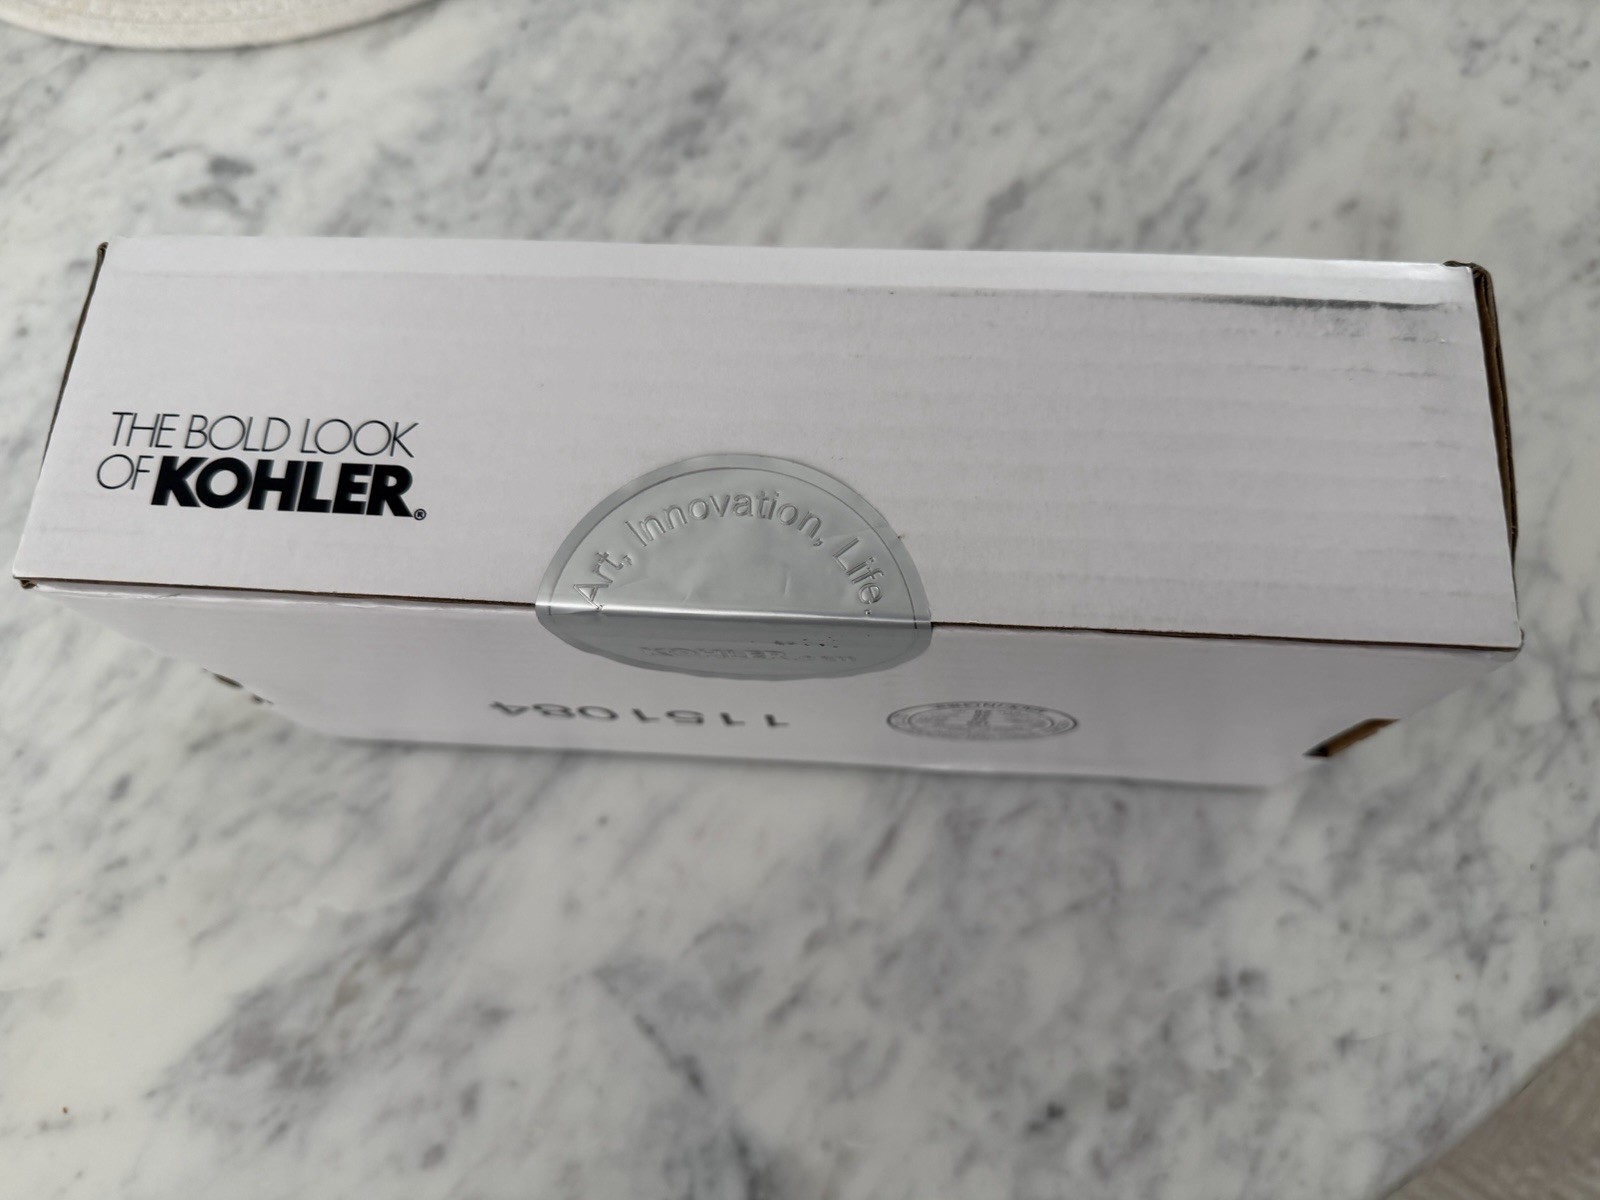 THE BOLD LOOK
OF KOHLER®
Art, Innovation, Life.
1151084